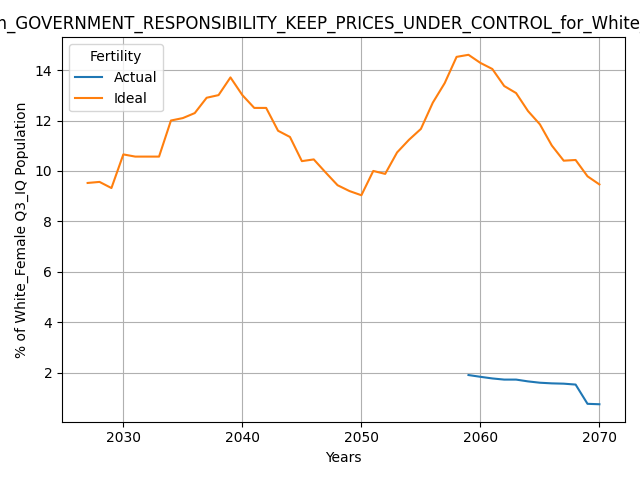 n_GOVERNMENT_RESPONSIBILITY_KEEP_PRICES_UNDER_CONTROL_for_White
Fertility
Actual
Ideal
14
12
10
8
6
4
2
% of White_Female Q3_IQ Population
2030
2040
2050
2060
2070
Years